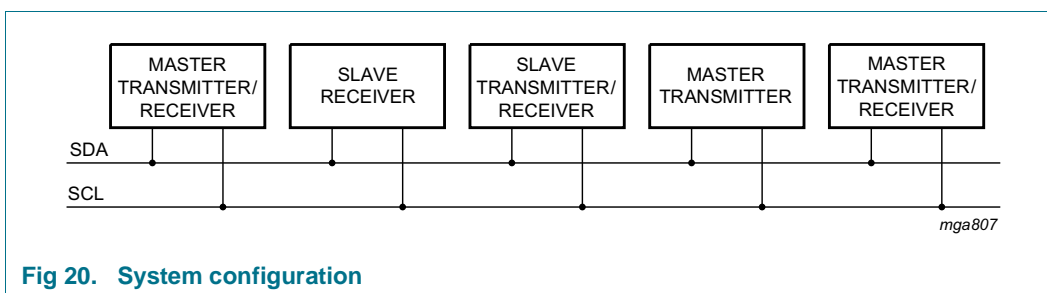 MASTER
TRANSMITTER/
RECEIVER
SLAVE
RECEIVER
SLAVE
TRANSMITTER/
RECEIVER
MASTER
TRANSMITTER
MASTER
TRANSMITTER/
RECEIVER
SDA
SCL
mga807
Fig 20. System configuration